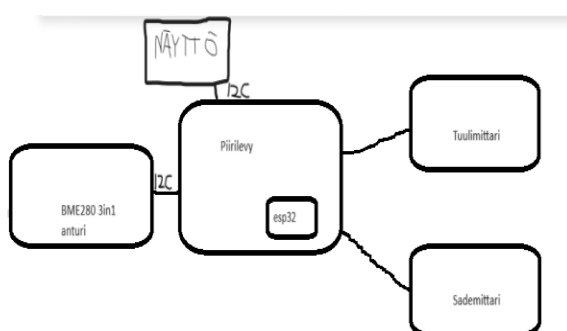 NÄYTTÖ
I2C
Piirilevy
Tuulimittari
I2C
BME280 3in1
anturi
esp32
Sademittari